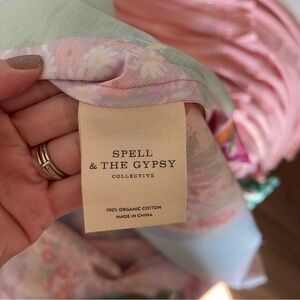 SPELL
& THE GYPSY
COLLECTIVE
100% ORGANIC COTTON
MADE IN CHINA